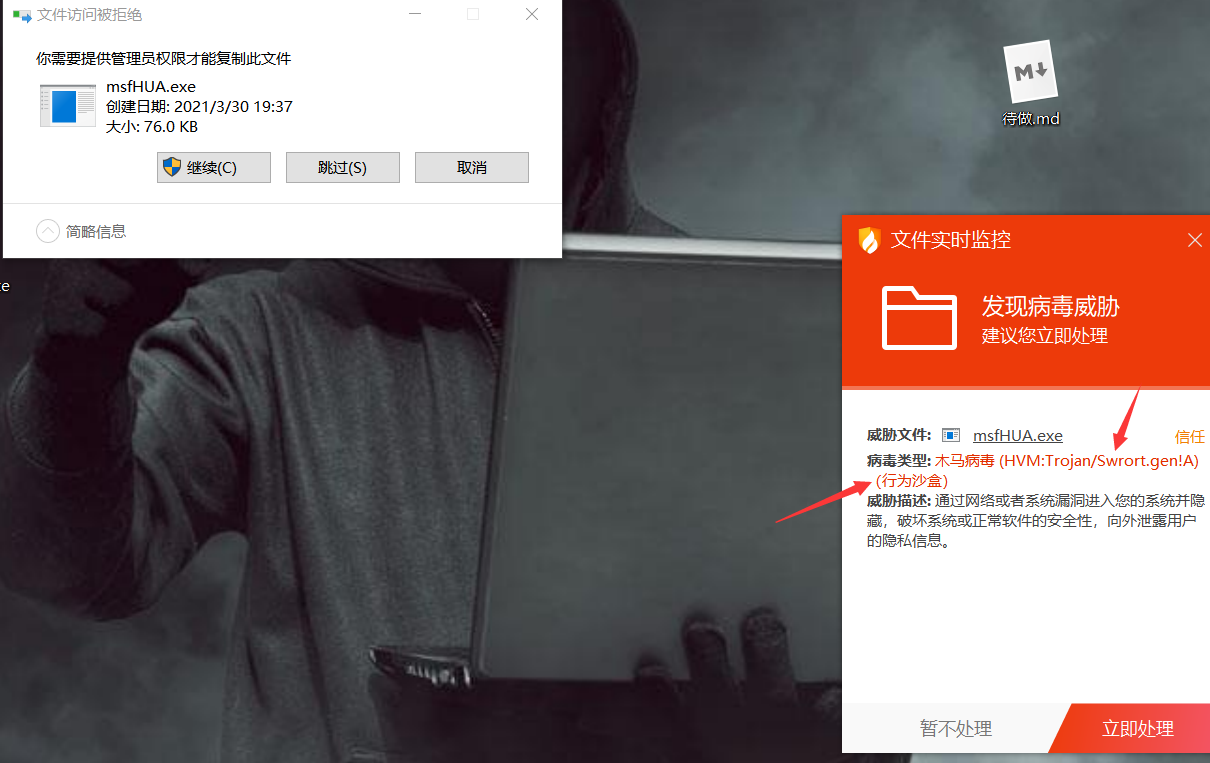 文件访问被拒绝
你需要提供管理员权限才能复制此文件
msfHUA.exe
创建日期: 2021/3/30 19:37
大小: 76.0 KB
继续(C)
跳过(S)
取消
简略信息
待做.md
文件实时监控
发现病毒威胁
建议您立即处理
威胁文件: msfHUA.exe 信任
病毒类型: 木马病毒 (HVM:Trojan/Swrort.gen!A)
(行为沙盒)
威胁描述: 通过网络或者系统漏洞进入您的系统并隐
藏，破坏系统或正常软件的安全性，向外泄露用户
的隐私信息。
暂不处理
立即处理